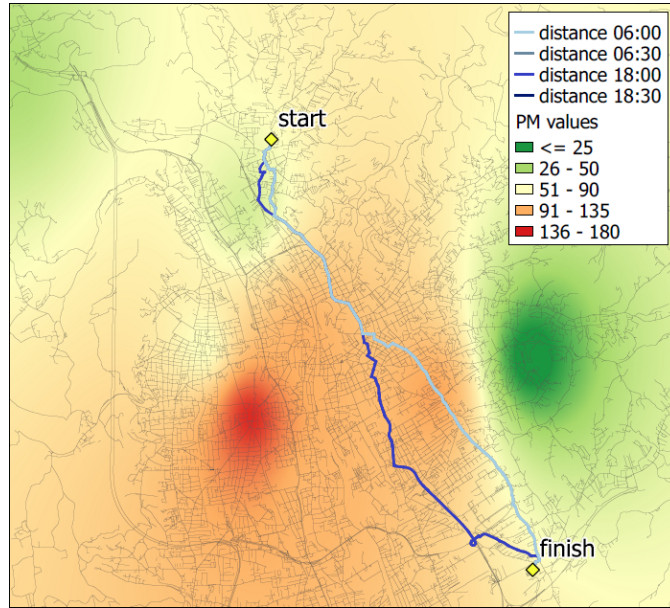 distance 06:00
distance 06:30
distance 18:00
distance 18:30
PM values
<= 25
26 - 50
51 - 90
91 - 135
136 - 180
start
finish